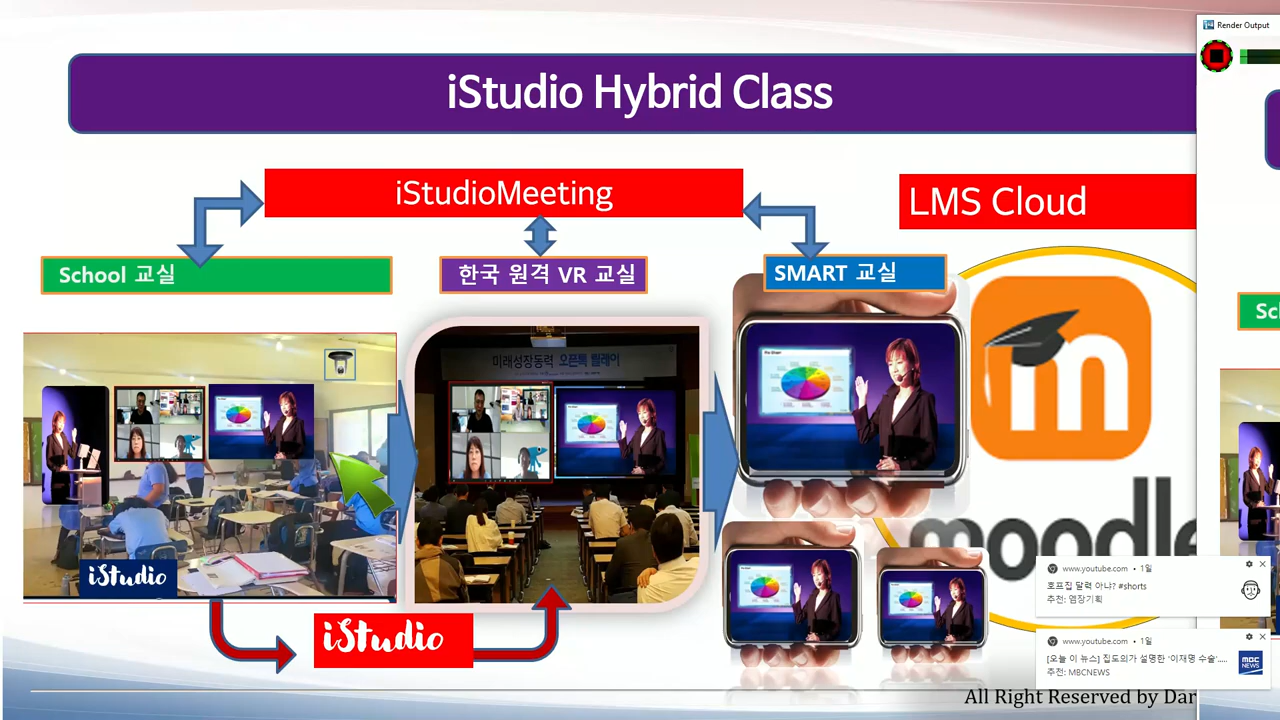 Render Output
iStudio Hybrid Class
iStudioMeeting
LMS Cloud
School 교실
한국 원격 VR 교실
SMART 교실
Sc
미래성장동력 오픈톡 릴레이
m
moodle
iStudio
iStudio
www.youtube.com • 1일
호프집 달력 아냐? #shorts
추천: 엠장기획
www.youtube.com • 1일
[오늘 이 뉴스] 집도의가 설명한 '이재명 수술'.....
추천: MBCNEWS
MBC
NEWS
All Right Reserved by Dar